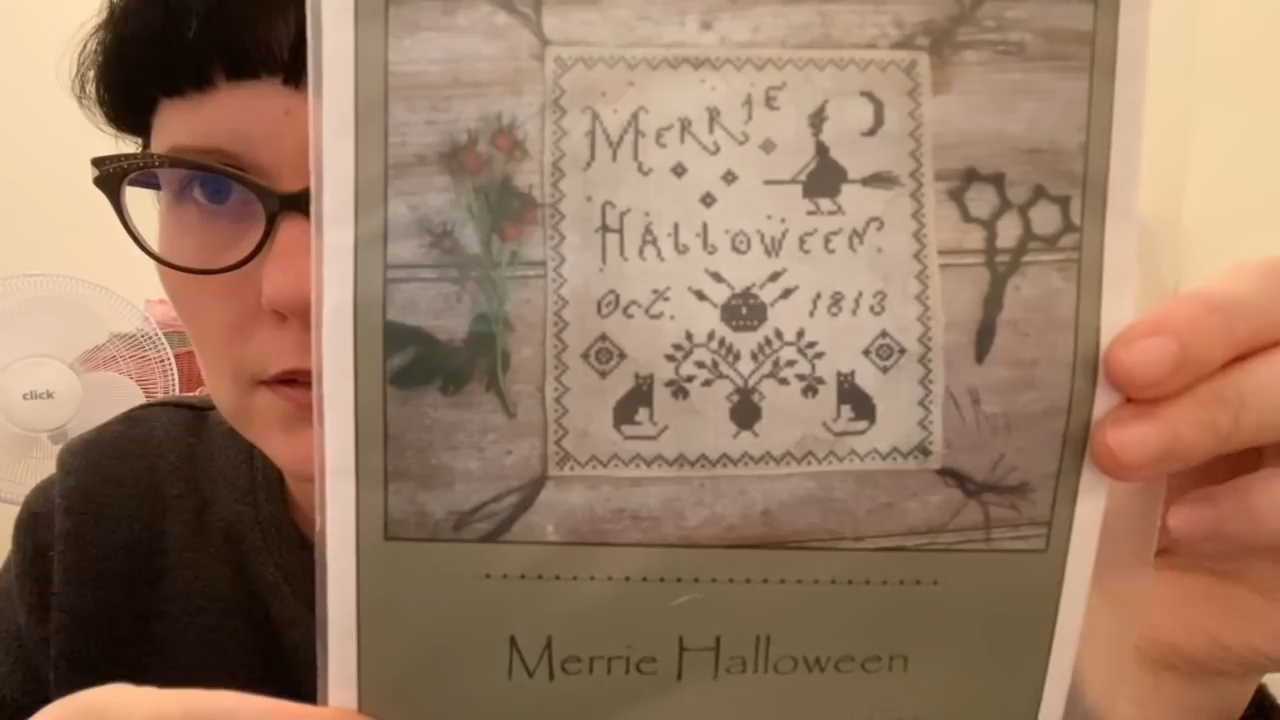 MERRIE
HALLOWEEN.
Oct. 1813
Merrie Halloween
click